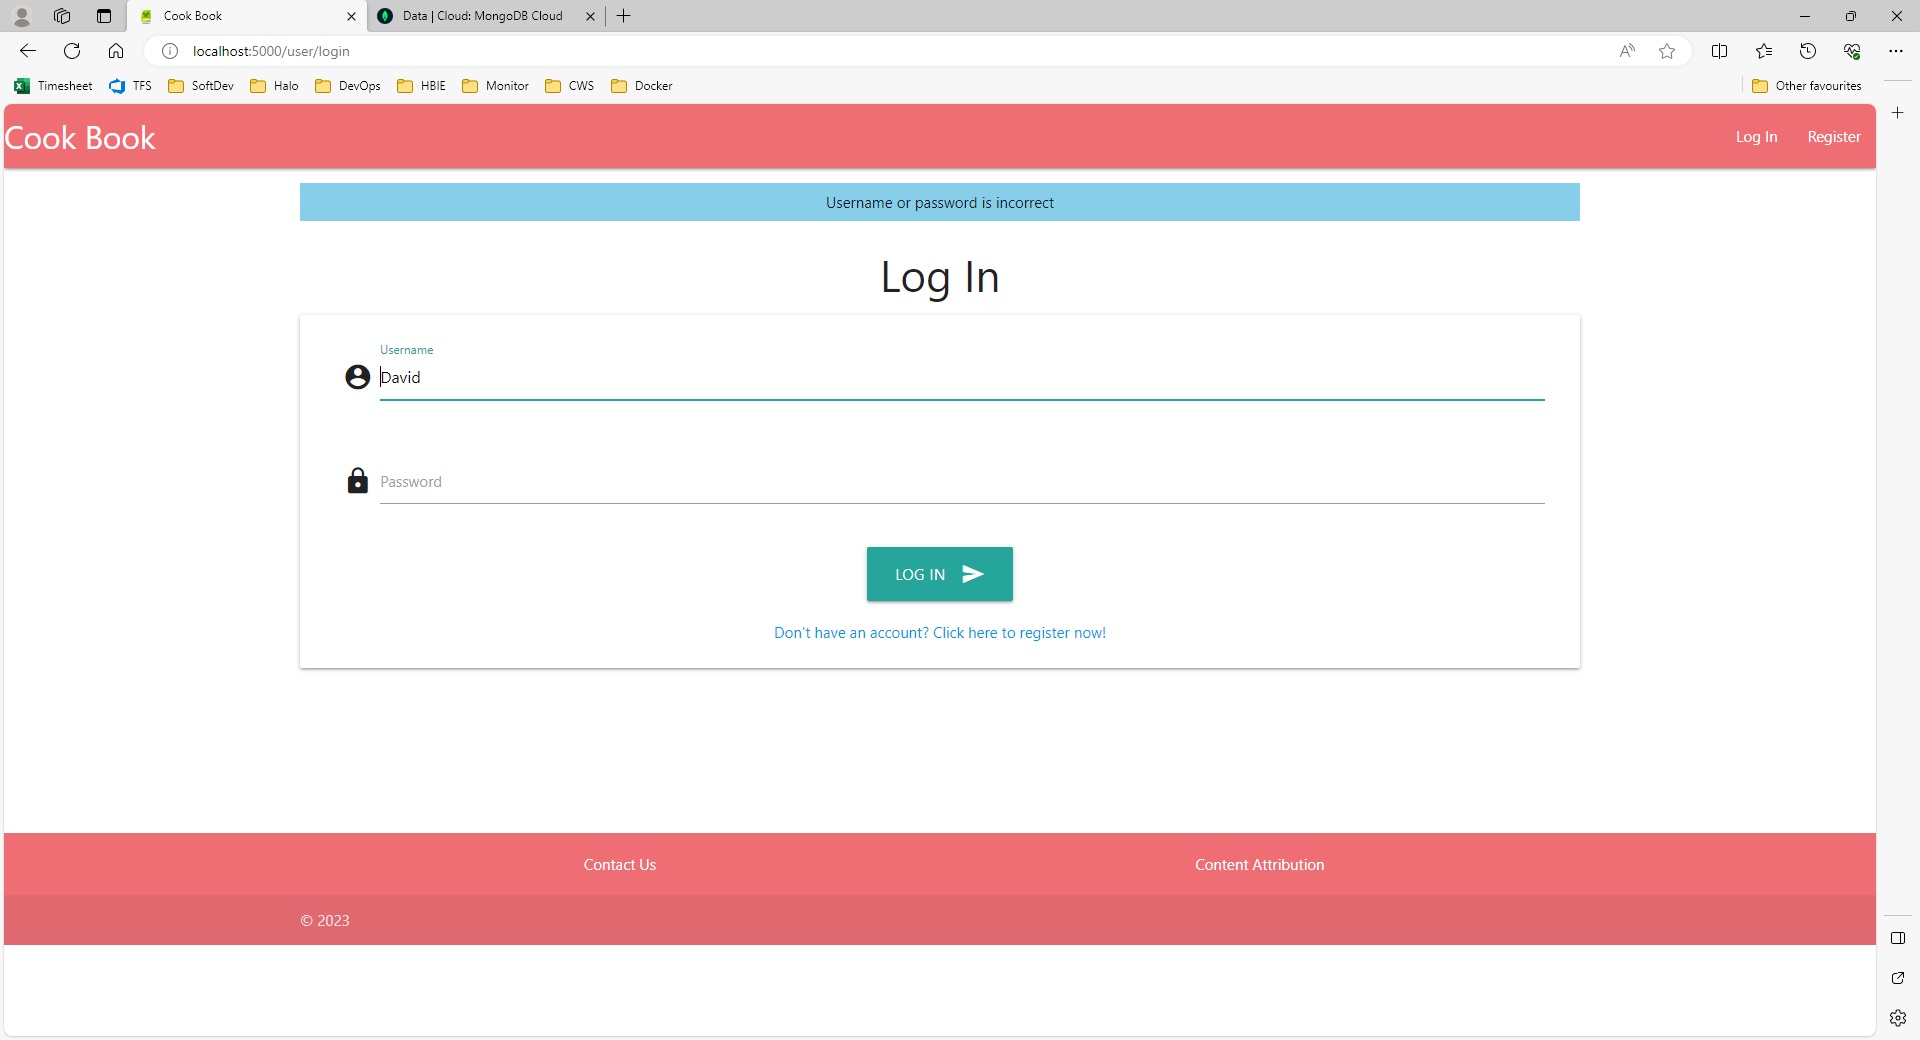 Cook Book
Data | Cloud: MongoDB Cloud
localhost:5000/user/login
Timesheet TFS SoftDev Halo DevOps HBIE Monitor CWS Docker Other favourites
Cook Book Log In Register
Username or password is incorrect
Log In
Username
David
Password
LOG IN
Don't have an account? Click here to register now!
Contact Us Content Attribution
© 2023